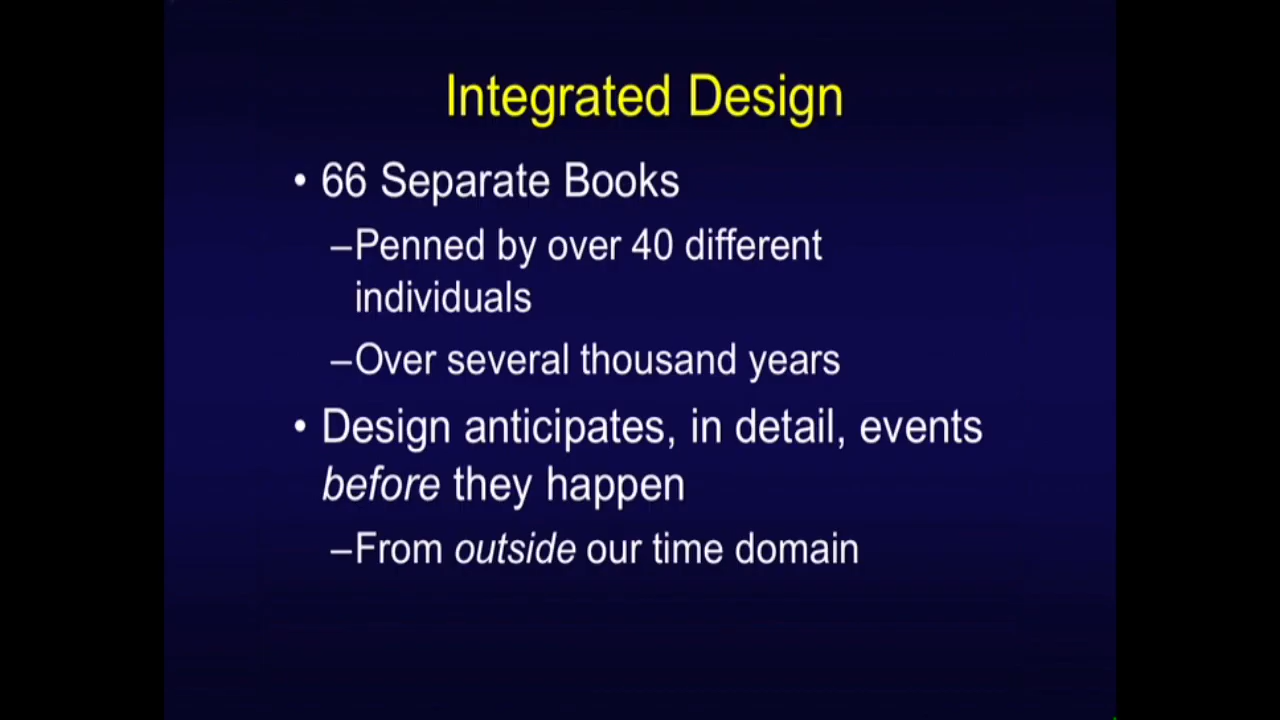 Integrated Design
• 66 Separate Books
–Penned by over 40 different
individuals
–Over several thousand years
• Design anticipates, in detail, events
before they happen
–From outside our time domain